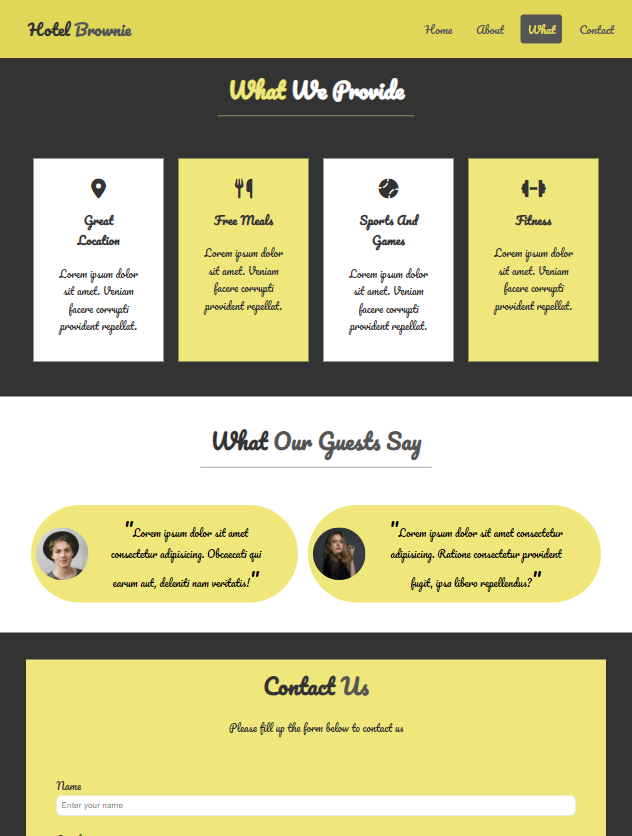 Hotel Brownie
Home About What Contact
What We Provide
Great
Location
Lorem ipsum dolor
sit amet. Veniam
facere corrupti
provident repellat.
Free Meals
Lorem ipsum dolor
sit amet. Veniam
facere corrupti
provident repellat.
Sports And
Games
Lorem ipsum dolor
sit amet. Veniam
facere corrupti
provident repellat.
Fitness
Lorem ipsum dolor
sit amet. Veniam
facere corrupti
provident repellat.
What Our Guests Say
"Lorem ipsum dolor sit amet
consectetur adipisicing. Obcaecati qui
earum aut, deleniti nam veritatis!"
"Lorem ipsum dolor sit amet consectetur
adipisicing. Ratione consectetur provident
fugit, ipsa libero repellendus?"
Contact Us
Please fill up the form below to contact us
Name
Enter your name